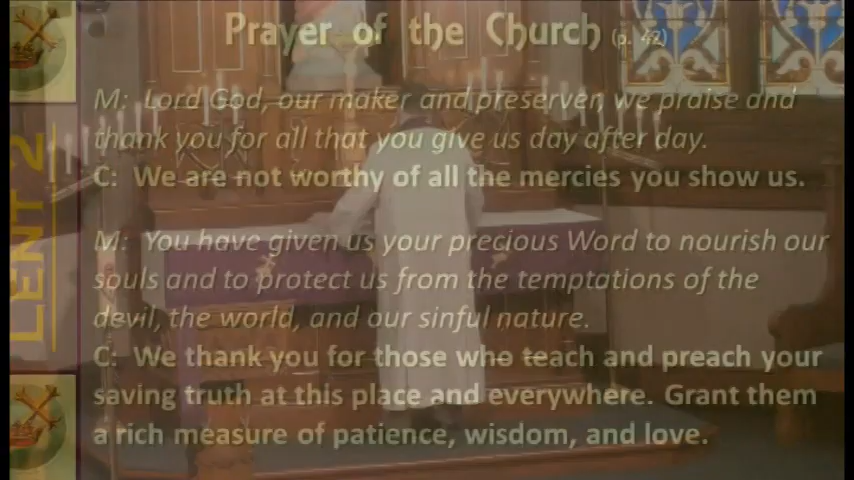 Prayer of the Church (p. 42)
M: Lord God, our maker and preserver, we praise and
thank you for all that you give us day after day.
C: We are not worthy of all the mercies you show us.
M: You have given us your precious Word to nourish our
souls and to protect us from the temptations of the
devil, the world, and our sinful nature.
C: We thank you for those who teach and preach your
saving truth at this place and everywhere. Grant them
a rich measure of patience, wisdom, and love.
LENT 2